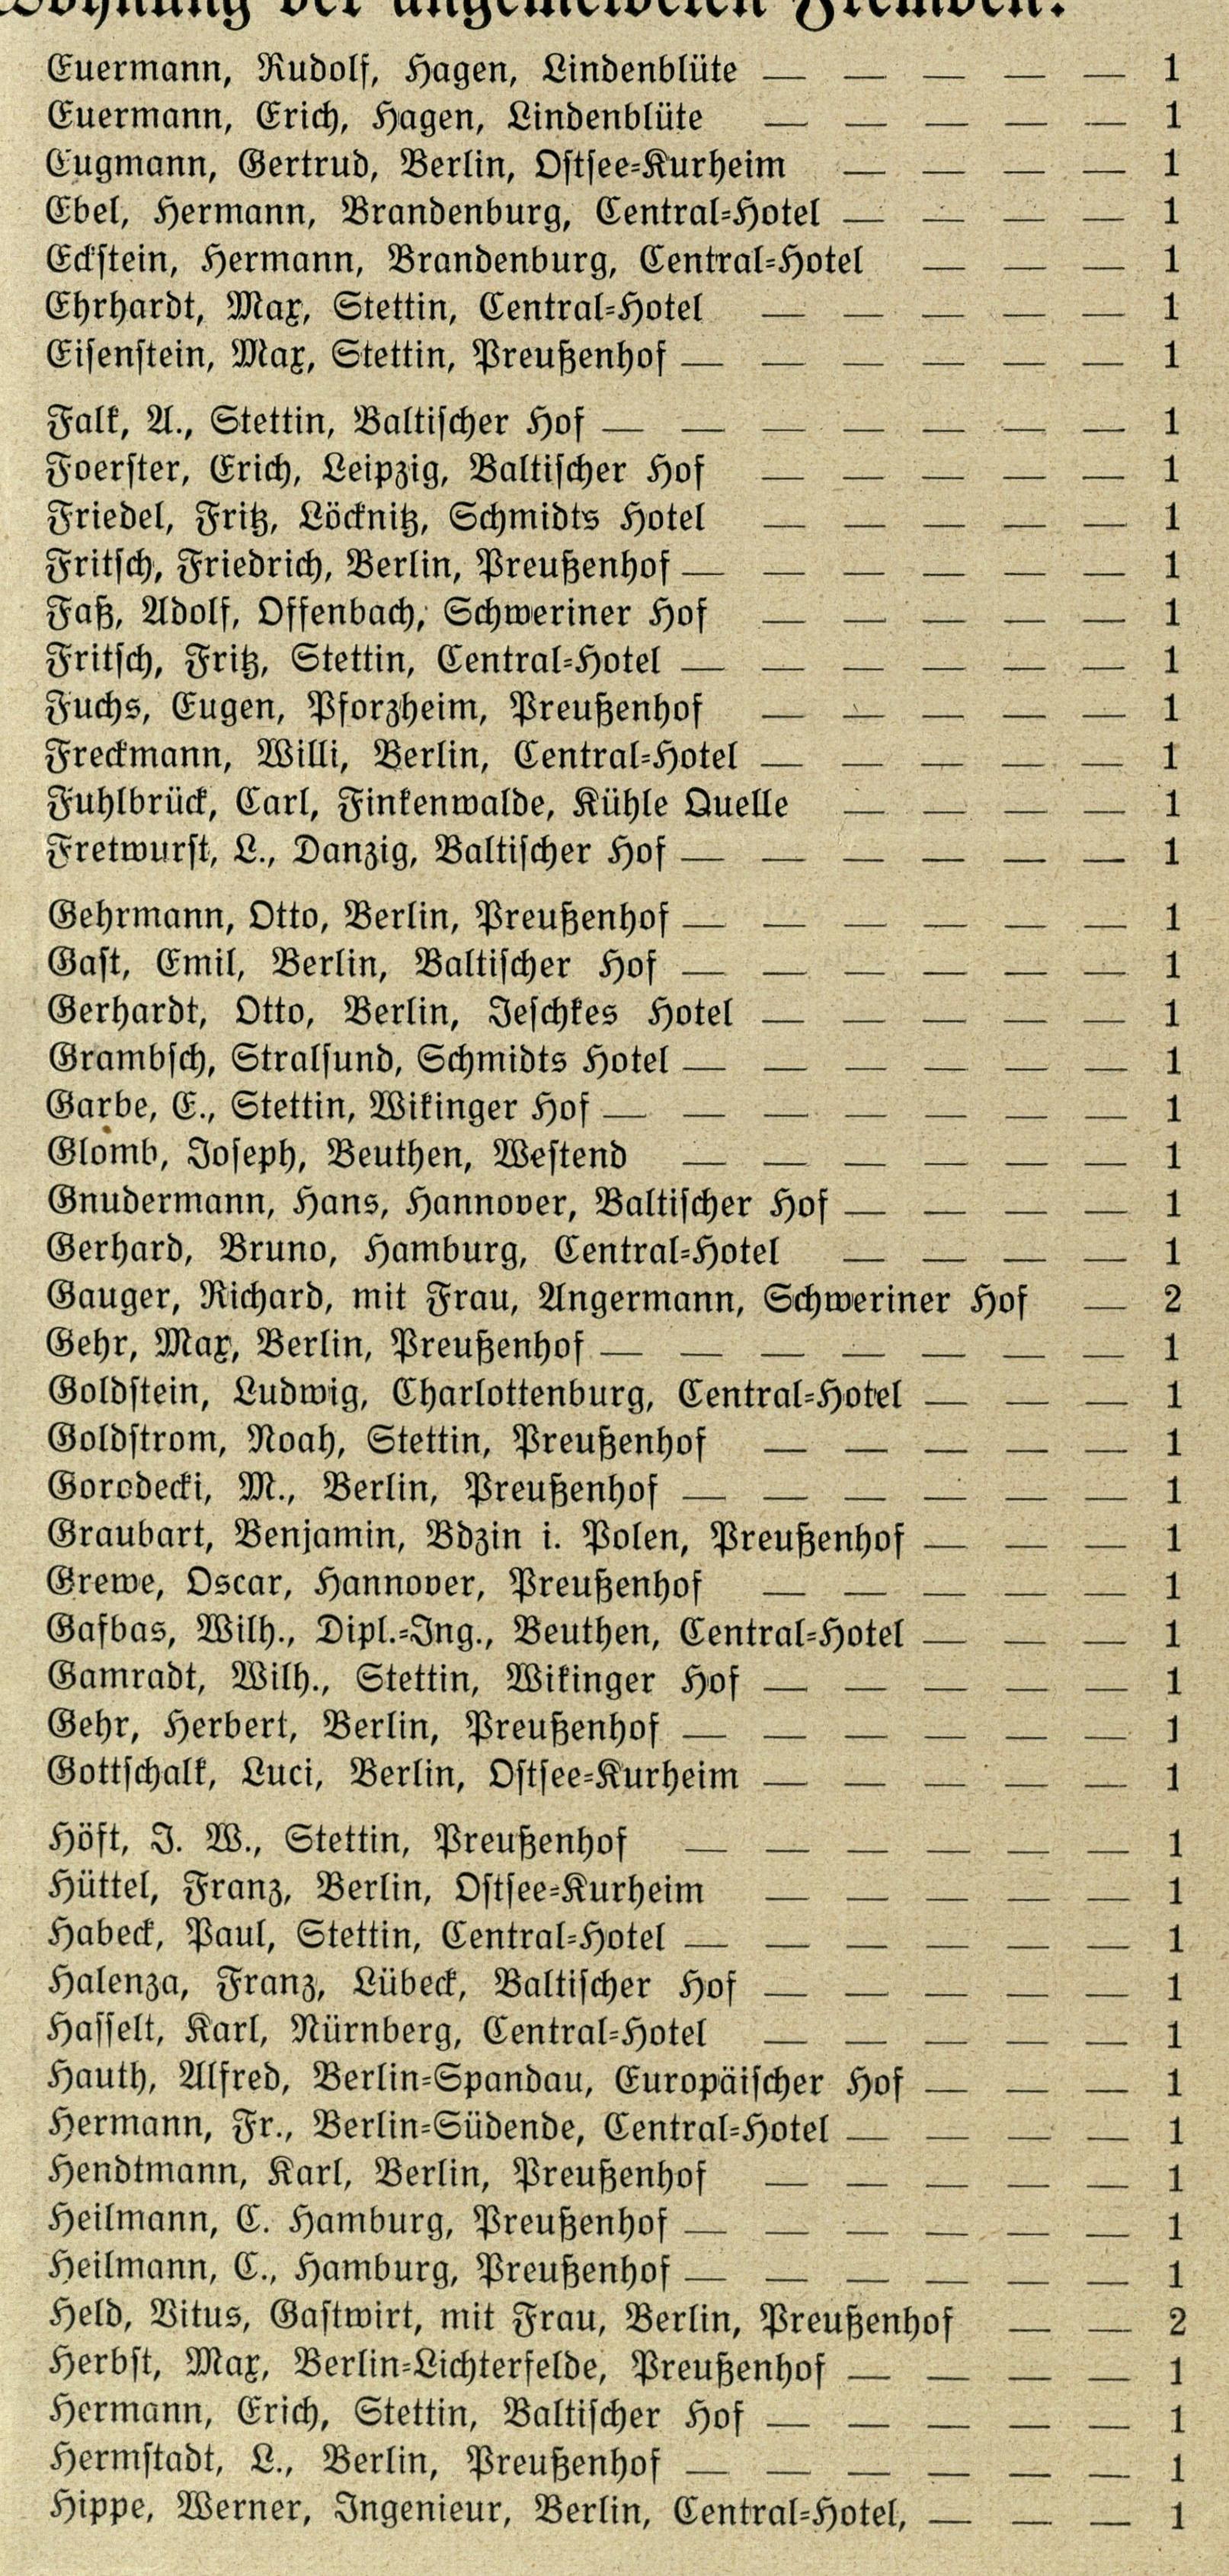 Wohnung der angemeldeten Fremden.
Euermann, Rudolf, Hagen, Lindenblüte — — — — — 1
Euermann, Erich, Hagen, Lindenblüte — — — — — 1
Eugmann, Gertrud, Berlin, Ostsee-Kurheim — — — — 1
Ebel, Hermann, Brandenburg, Central-Hotel — — — — 1
Eckstein, Hermann, Brandenburg, Central-Hotel — — — 1
Ehrhardt, Max, Stettin, Central-Hotel — — — — — 1
Eisenstein, Max, Stettin, Preußenhof — — — — — — 1
Falk, A., Stettin, Baltischer Hof — — — — — — — 1
Foerster, Erich, Leipzig, Baltischer Hof — — — — — 1
Friedel, Fritz, Löcknitz, Schmidts Hotel — — — — — 1
Fritsch, Friedrich, Berlin, Preußenhof — — — — — — 1
Faß, Adolf, Offenbach, Schweriner Hof — — — — — 1
Fritsch, Fritz, Stettin, Central-Hotel — — — — — — 1
Fuchs, Eugen, Pforzheim, Preußenhof — — — — — 1
Freckmann, Willi, Berlin, Central-Hotel — — — — — 1
Fuhlbrück, Carl, Finkenwalde, Kühle Quelle — — — — 1
Fretwurst, L., Danzig, Baltischer Hof — — — — — — 1
Gehrmann, Otto, Berlin, Preußenhof — — — — — — 1
Gast, Emil, Berlin, Baltischer Hof — — — — — — 1
Gerhardt, Otto, Berlin, Jeschkes Hotel — — — — — 1
Grambsch, Stralsund, Schmidts Hotel — — — — — — 1
Garbe, E., Stettin, Wikinger Hof — — — — — — — 1
Glomb, Joseph, Beuthen, Westend — — — — — — 1
Gnudermann, Hans, Hannover, Baltischer Hof — — — — 1
Gerhard, Bruno, Hamburg, Central-Hotel — — — — 1
Gauger, Richard, mit Frau, Angermann, Schweriner Hof — 2
Gehr, Max, Berlin, Preußenhof — — — — — — — 1
Goldstein, Ludwig, Charlottenburg, Central-Hotel — — — 1
Goldstrom, Noah, Stettin, Preußenhof — — — — — 1
Gorodecki, M., Berlin, Preußenhof — — — — — — 1
Graubart, Benjamin, Bdzin i. Polen, Preußenhof — — — 1
Grewe, Oscar, Hannover, Preußenhof — — — — — 1
Gafbas, Wilh., Dipl.-Ing., Beuthen, Central-Hotel — — — 1
Gamradt, Wilh., Stettin, Wikinger Hof — — — — — 1
Gehr, Herbert, Berlin, Preußenhof — — — — — — 1
Gottschalk, Luci, Berlin, Ostsee-Kurheim — — — — — 1
Höft, J. W., Stettin, Preußenhof — — — — — — 1
Hüttel, Franz, Berlin, Ostsee-Kurheim — — — — — 1
Habeck, Paul, Stettin, Central-Hotel — — — — — — 1
Halenza, Franz, Lübeck, Baltischer Hof — — — — — 1
Hasselt, Karl, Nürnberg, Central-Hotel — — — — — 1
Hauth, Alfred, Berlin-Spandau, Europäischer Hof — — — 1
Hermann, Fr., Berlin-Südende, Central-Hotel — — — — 1
Hendtmann, Karl, Berlin, Preußenhof — — — — — 1
Heilmann, C. Hamburg, Preußenhof — — — — — — 1
Heilmann, C., Hamburg, Preußenhof — — — — — — 1
Held, Vitus, Gastwirt, mit Frau, Berlin, Preußenhof — — 2
Herbst, Max, Berlin-Lichterfelde, Preußenhof — — — — 1
Hermann, Erich, Stettin, Baltischer Hof — — — — — 1
Hermstadt, L., Berlin, Preußenhof — — — — — — 1
Hippe, Werner, Ingenieur, Berlin, Central-Hotel, — — — 1